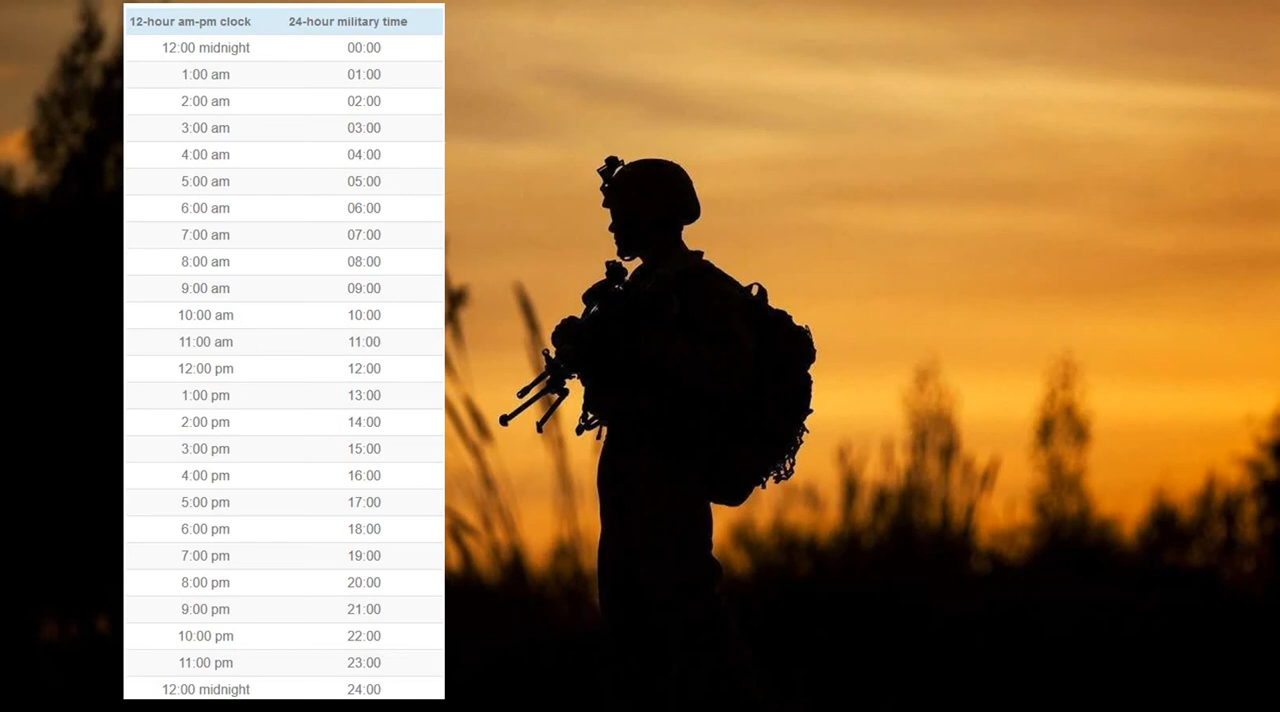 12-hour am-pm clock 24-hour military time
12:00 midnight 00:00
1:00 am 01:00
2:00 am 02:00
3:00 am 03:00
4:00 am 04:00
5:00 am 05:00
6:00 am 06:00
7:00 am 07:00
8:00 am 08:00
9:00 am 09:00
10:00 am 10:00
11:00 am 11:00
12:00 pm 12:00
1:00 pm 13:00
2:00 pm 14:00
3:00 pm 15:00
4:00 pm 16:00
5:00 pm 17:00
6:00 pm 18:00
7:00 pm 19:00
8:00 pm 20:00
9:00 pm 21:00
10:00 pm 22:00
11:00 pm 23:00
12:00 midnight 24:00